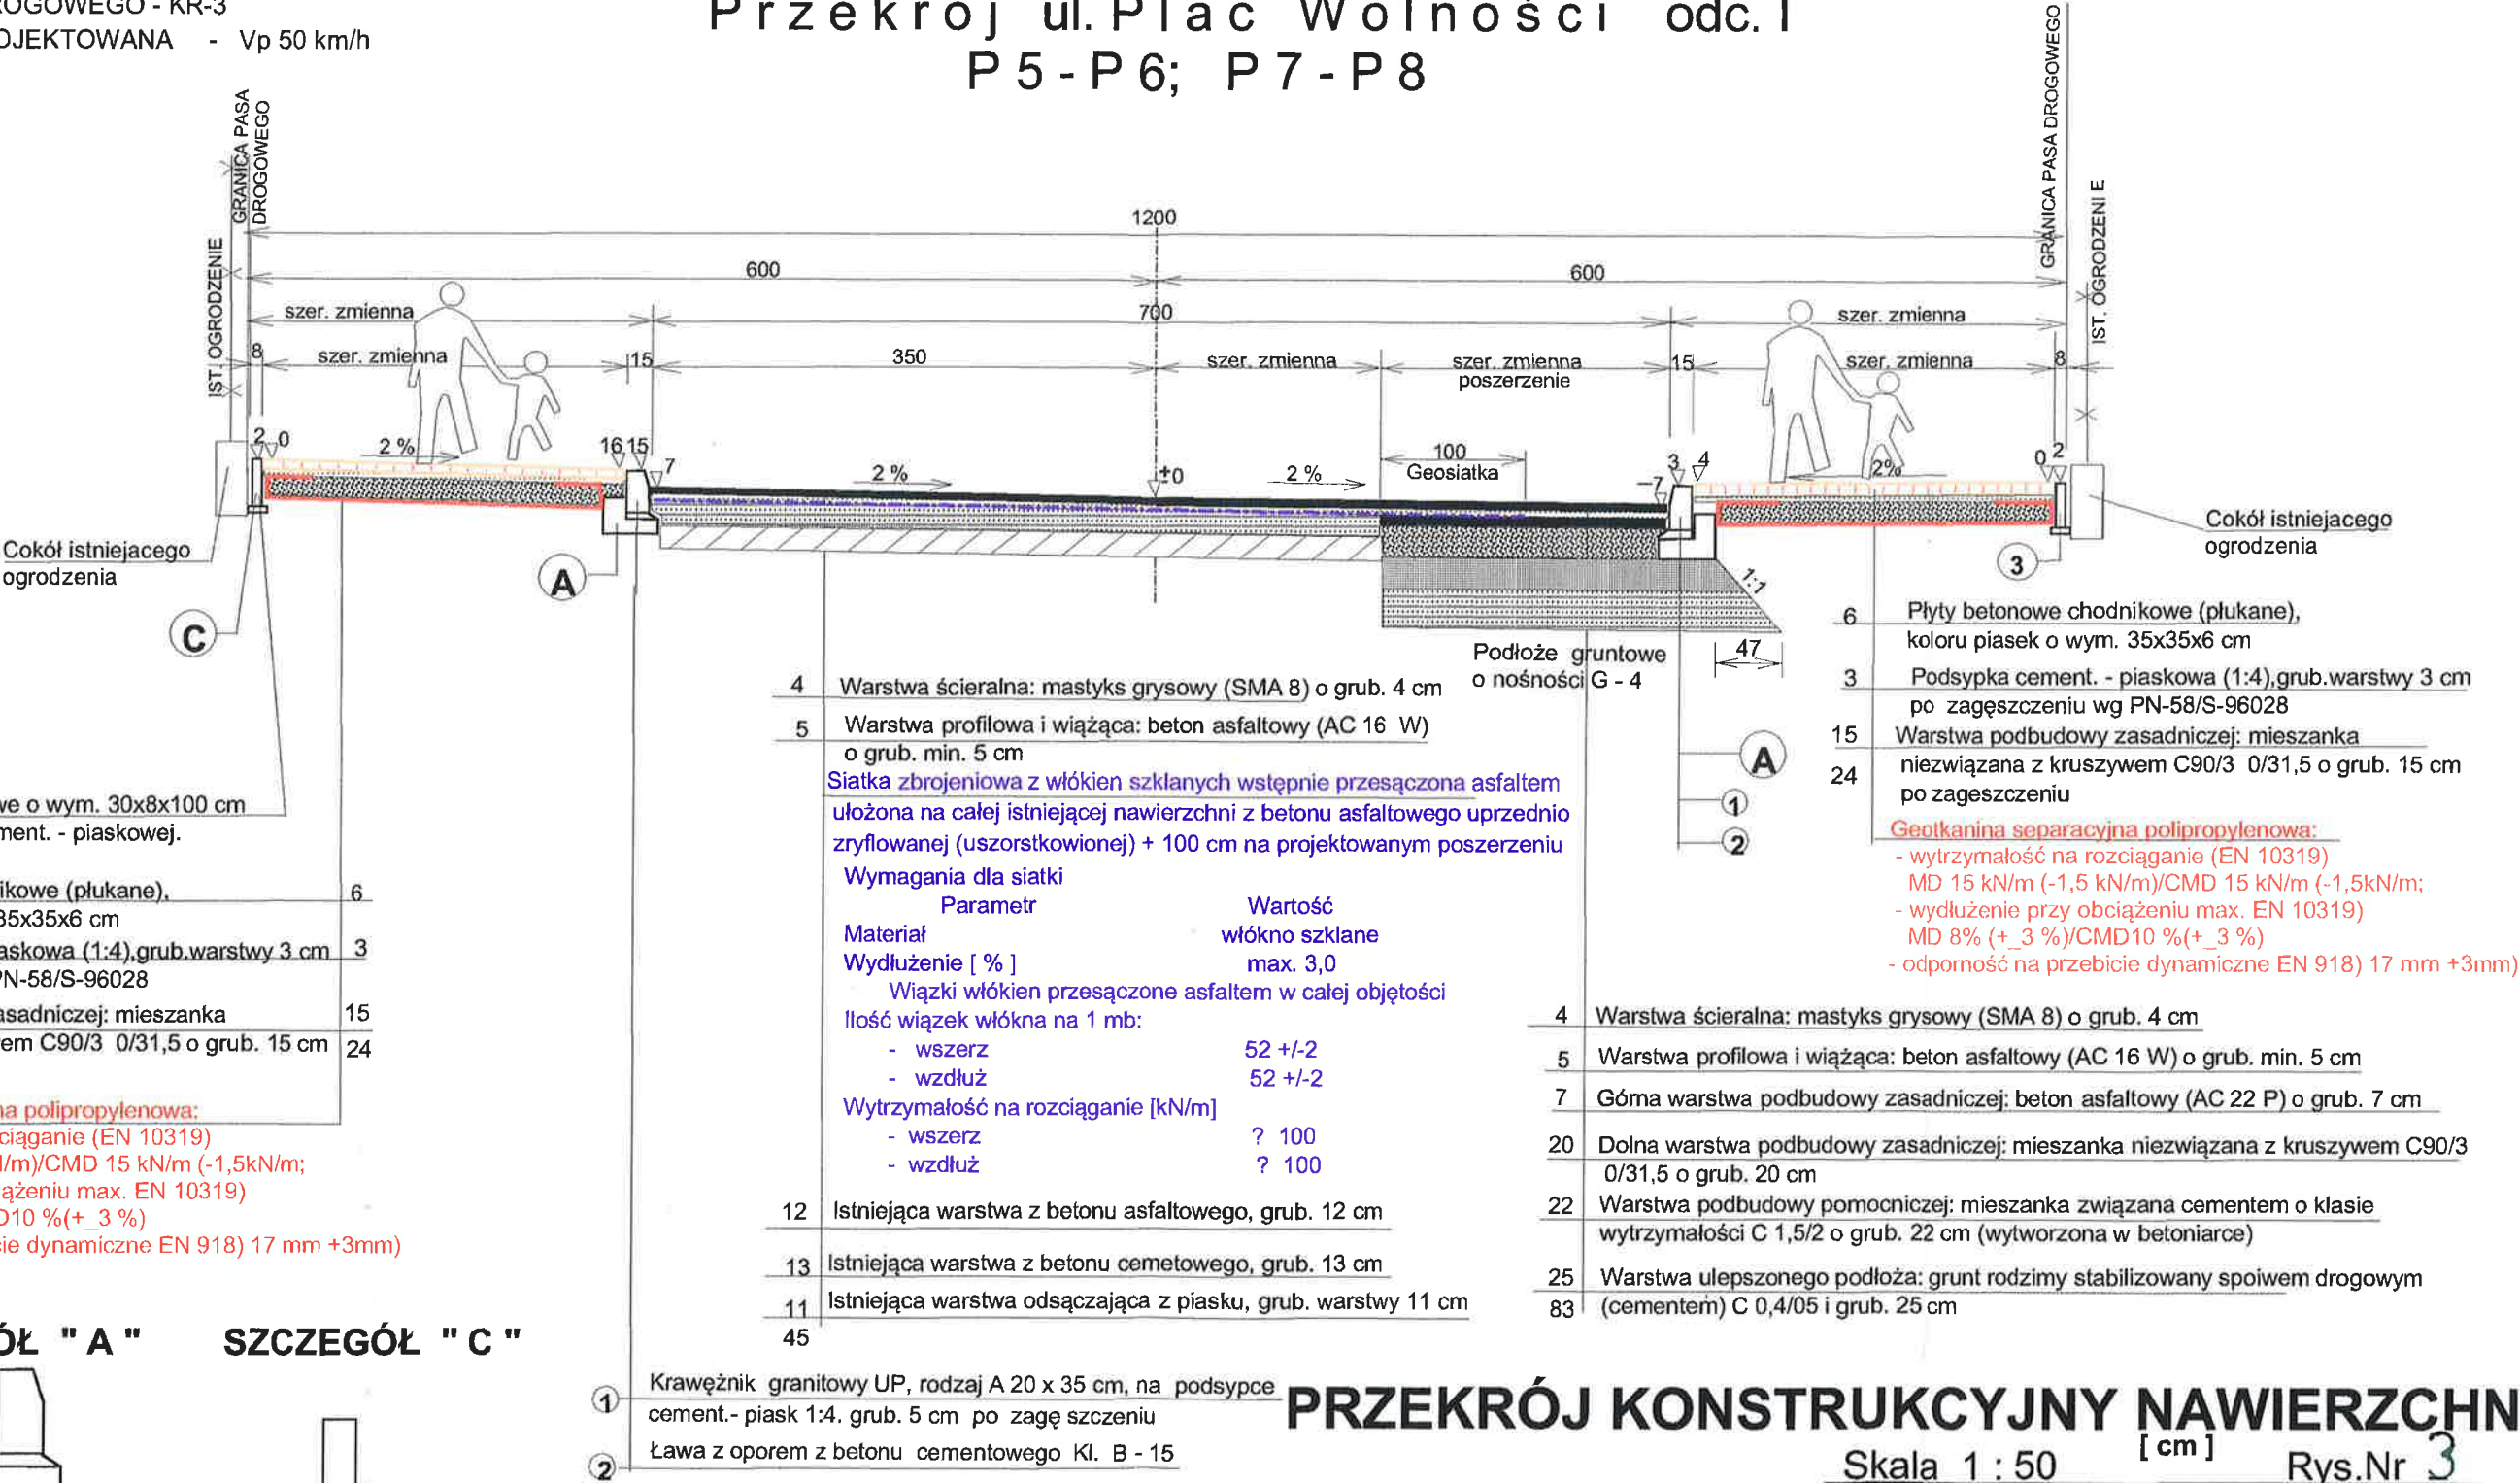 OGOWEGO - KR-3
OJEKTOWANA - Vp 50 km/h
Przekrój ul. Plac Wolności odc. I
P 5 - P 6; P 7 - P 8
GRANICA PASA
DROGOWEGO
IST. OGRODZENIE
GRANICA PASA DROGOWEGO
IST. OGRODZENI E
1200
600
600
szer. zmienna
700
szer. zmienna
8
szer. zmienna
15
350
szer. zmienna
szer. zmienna
poszerzenie
15
szer. zmienna
8
2
0
2 %
16
15
7
2 %
±0
2 %
100
Geosiatka
-7
3
4
2%
0
2
Cokół istniejacego
ogrodzenia
C
A
1:1
47
3
Cokół istniejacego
ogrodzenia
Podłoże gruntowe
o nośności G - 4
A
1
2
6 Płyty betonowe chodnikowe (płukane),
koloru piasek o wym. 35x35x6 cm
3 Podsypka cement. - piaskowa (1:4),grub.warstwy 3 cm
po zagęszczeniu wg PN-58/S-96028
15 Warstwa podbudowy zasadniczej: mieszanka
24 niezwiązana z kruszywem C90/3 0/31,5 o grub. 15 cm
po zageszczeniu
Geotkanina separacyjna polipropylenowa:
- wytrzymałość na rozciąganie (EN 10319)
MD 15 kN/m (-1,5 kN/m)/CMD 15 kN/m (-1,5kN/m;
- wydłużenie przy obciążeniu max. EN 10319)
MD 8% (+_3 %)/CMD10 %(+_3 %)
- odporność na przebicie dynamiczne EN 918) 17 mm +3mm)
4 Warstwa ścieralna: mastyks grysowy (SMA 8) o grub. 4 cm
5 Warstwa profilowa i wiążąca: beton asfaltowy (AC 16 W)
o grub. min. 5 cm
Siatka zbrojeniowa z włókien szklanych wstępnie przesączona asfaltem
ułożona na całej istniejącej nawierzchni z betonu asfaltowego uprzednio
zryflowanej (uszorstkowionej) + 100 cm na projektowanym poszerzeniu
Wymagania dla siatki
Parametr Wartość
Materiał włókno szklane
Wydłużenie [ % ] max. 3,0
Wiązki włókien przesączone asfaltem w całej objętości
Ilość wiązek włókna na 1 mb:
- wszerz 52 +/-2
- wzdłuż 52 +/-2
Wytrzymałość na rozciąganie [kN/m]
- wszerz ? 100
- wzdłuż ? 100
12 Istniejąca warstwa z betonu asfaltowego, grub. 12 cm
13 Istniejąca warstwa z betonu cemetowego, grub. 13 cm
11 Istniejąca warstwa odsączająca z piasku, grub. warstwy 11 cm
45
we o wym. 30x8x100 cm
ment. - piaskowej.
ikowe (płukane), 6
35x35x6 cm
askowa (1:4),grub.warstwy 3 cm 3
PN-58/S-96028
asadniczej: mieszanka 15
em C90/3 0/31,5 o grub. 15 cm 24
na polipropylenowa:
ciąganie (EN 10319)
N/m)/CMD 15 kN/m (-1,5kN/m;
ążeniu max. EN 10319)
D10 %(+_3 %)
ie dynamiczne EN 918) 17 mm +3mm)
4 Warstwa ścieralna: mastyks grysowy (SMA 8) o grub. 4 cm
5 Warstwa profilowa i wiążąca: beton asfaltowy (AC 16 W) o grub. min. 5 cm
7 Górna warstwa podbudowy zasadniczej: beton asfaltowy (AC 22 P) o grub. 7 cm
20 Dolna warstwa podbudowy zasadniczej: mieszanka niezwiązana z kruszywem C90/3
0/31,5 o grub. 20 cm
22 Warstwa podbudowy pomocniczej: mieszanka związana cementem o klasie
wytrzymałości C 1,5/2 o grub. 22 cm (wytworzona w betoniarce)
25 Warstwa ulepszonego podłoża: grunt rodzimy stabilizowany spoiwem drogowym
83 (cementem) C 0,4/05 i grub. 25 cm
ÓŁ "A"
SZCZEGÓŁ "C"
1 Krawężnik granitowy UP, rodzaj A 20 x 35 cm, na podsypce
cement.- piask 1:4. grub. 5 cm po zagę szczeniu
2 Ława z oporem z betonu cementowego Kl. B - 15
PRZEKRÓJ KONSTRUKCYJNY NAWIERZCHN
Skala 1 : 50 [ cm ] Rys.Nr 3